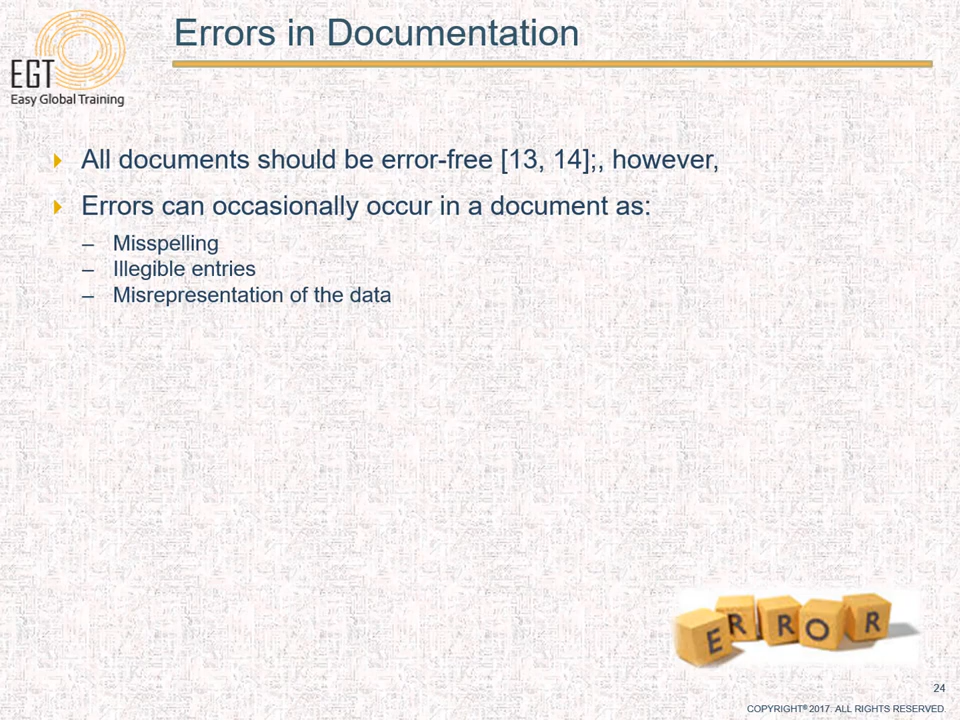 Errors in Documentation
EGT
Easy Global Training
All documents should be error-free [13, 14];, however,
Errors can occasionally occur in a document as:
– Misspelling
– Illegible entries
– Misrepresentation of the data
ERROR
24
COPYRIGHT® 2017. ALL RIGHTS RESERVED.